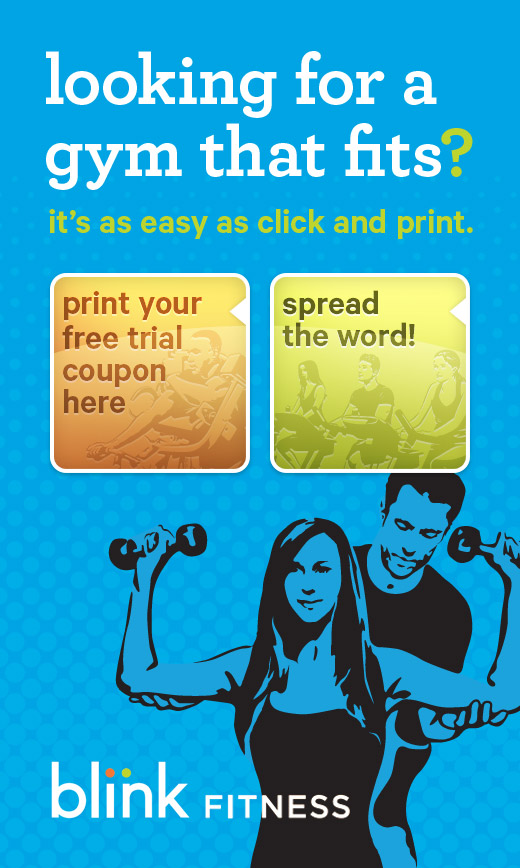 looking for a
gym that fits?
it's as easy as click and print.
print your
free trial
coupon
here
spread
the word!
blink FITNESS